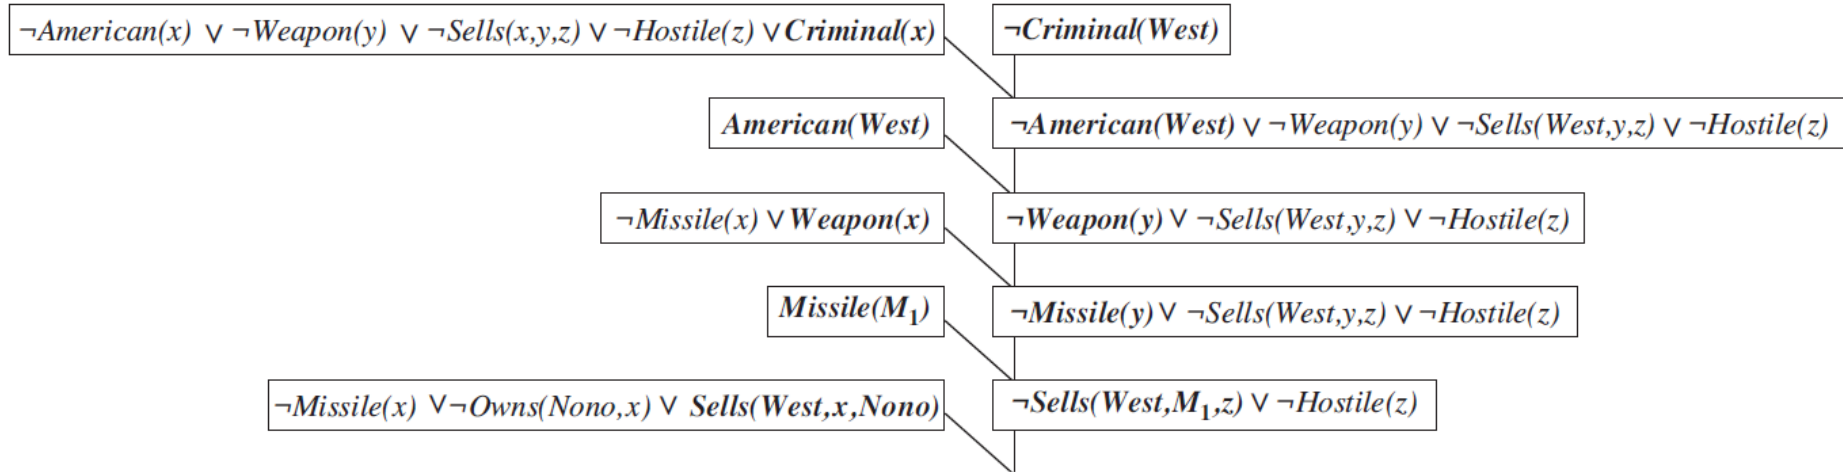 ¬American(x) ∨ ¬Weapon(y) ∨ ¬Sells(x,y,z) ∨ ¬Hostile(z) ∨ Criminal(x)
¬Criminal(West)
American(West)
¬American(West) ∨ ¬Weapon(y) ∨ ¬Sells(West,y,z) ∨ ¬Hostile(z)
¬Missile(x) ∨ Weapon(x)
¬Weapon(y) ∨ ¬Sells(West,y,z) ∨ ¬Hostile(z)
Missile(M₁)
¬Missile(y) ∨ ¬Sells(West,y,z) ∨ ¬Hostile(z)
¬Missile(x) ∨ ¬Owns(Nono,x) ∨ Sells(West,x,Nono)
¬Sells(West,M₁,z) ∨ ¬Hostile(z)